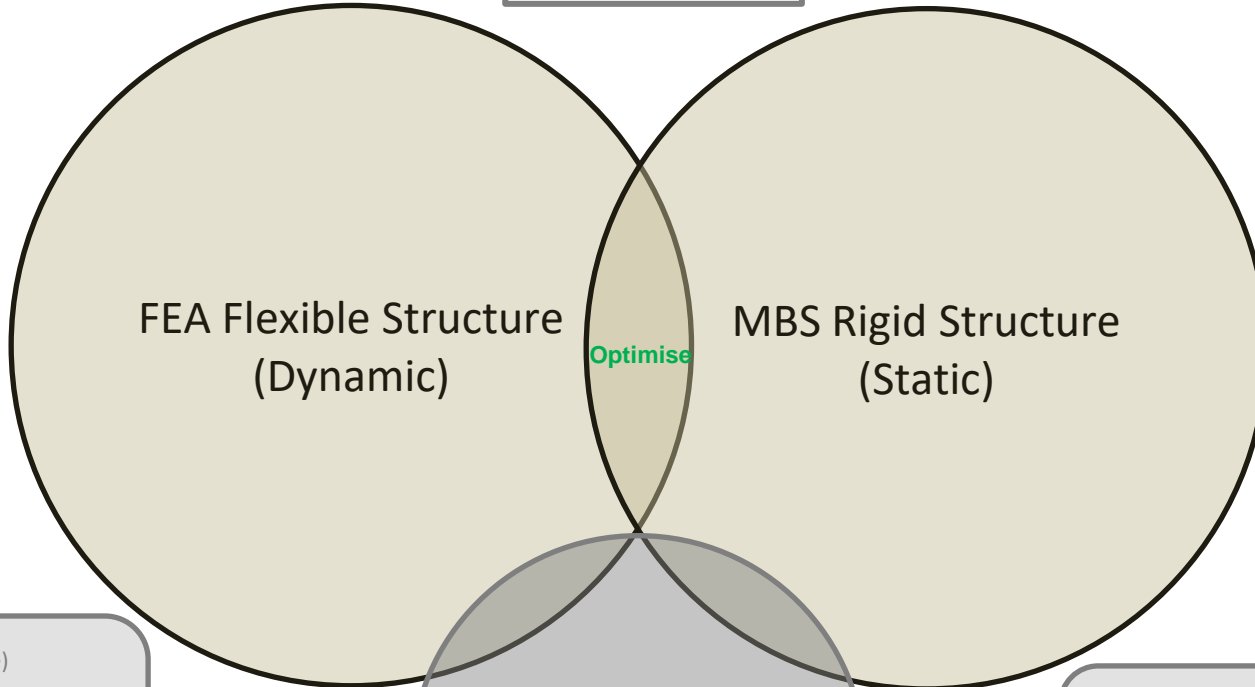 FEA Flexible Structure
(Dynamic)
Optimise
MBS Rigid Structure
(Static)
)